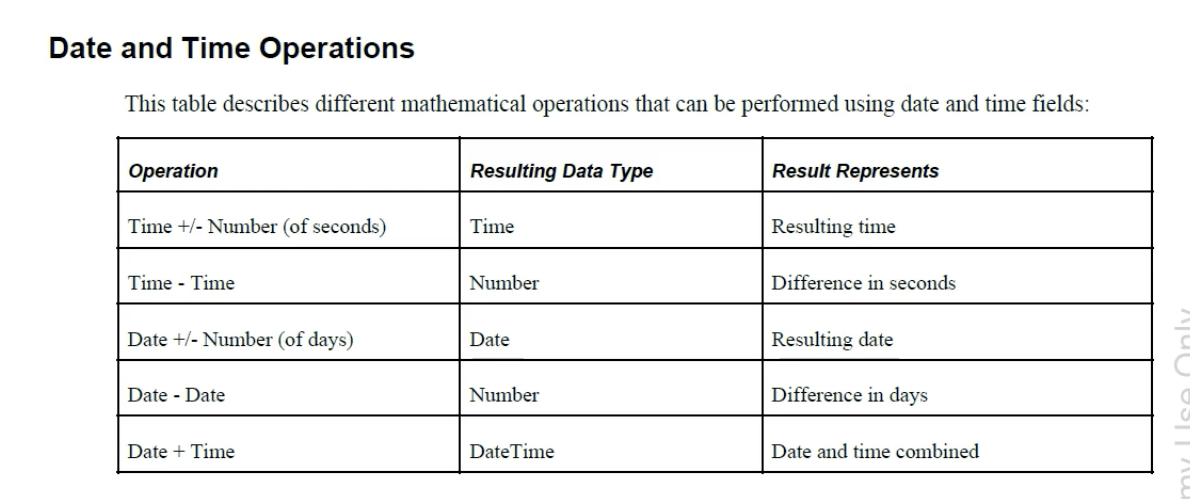 Date and Time Operations
This table describes different mathematical operations that can be performed using date and time fields:
Operation Resulting Data Type Result Represents
Time +/- Number (of seconds) Time Resulting time
Time - Time Number Difference in seconds
Date +/- Number (of days) Date Resulting date
Date - Date Number Difference in days
Date + Time DateTime Date and time combined
Use Only